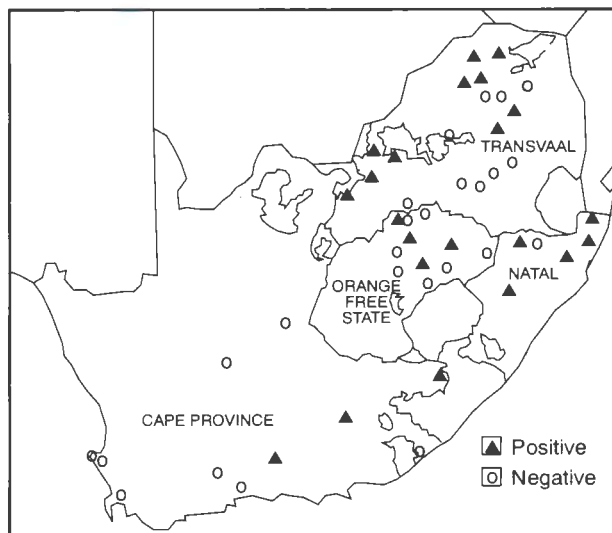 TRANSVAAL
ORANGE
FREE
STATE
NATAL
CAPE PROVINCE
Positive
Negative